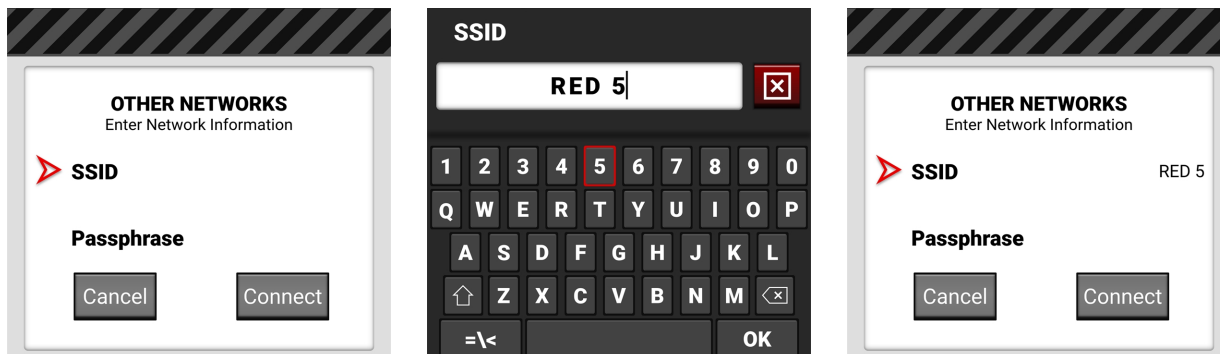 OTHER NETWORKS
Enter Network Information
SSID
Passphrase
Cancel Connect
SSID
RED 5
1 2 3 4 5 6 7 8 9 0
Q W E R T Y U I O P
A S D F G H J K L
Z X C V B N M
=\< OK
OTHER NETWORKS
Enter Network Information
SSID RED 5
Passphrase
Cancel Connect